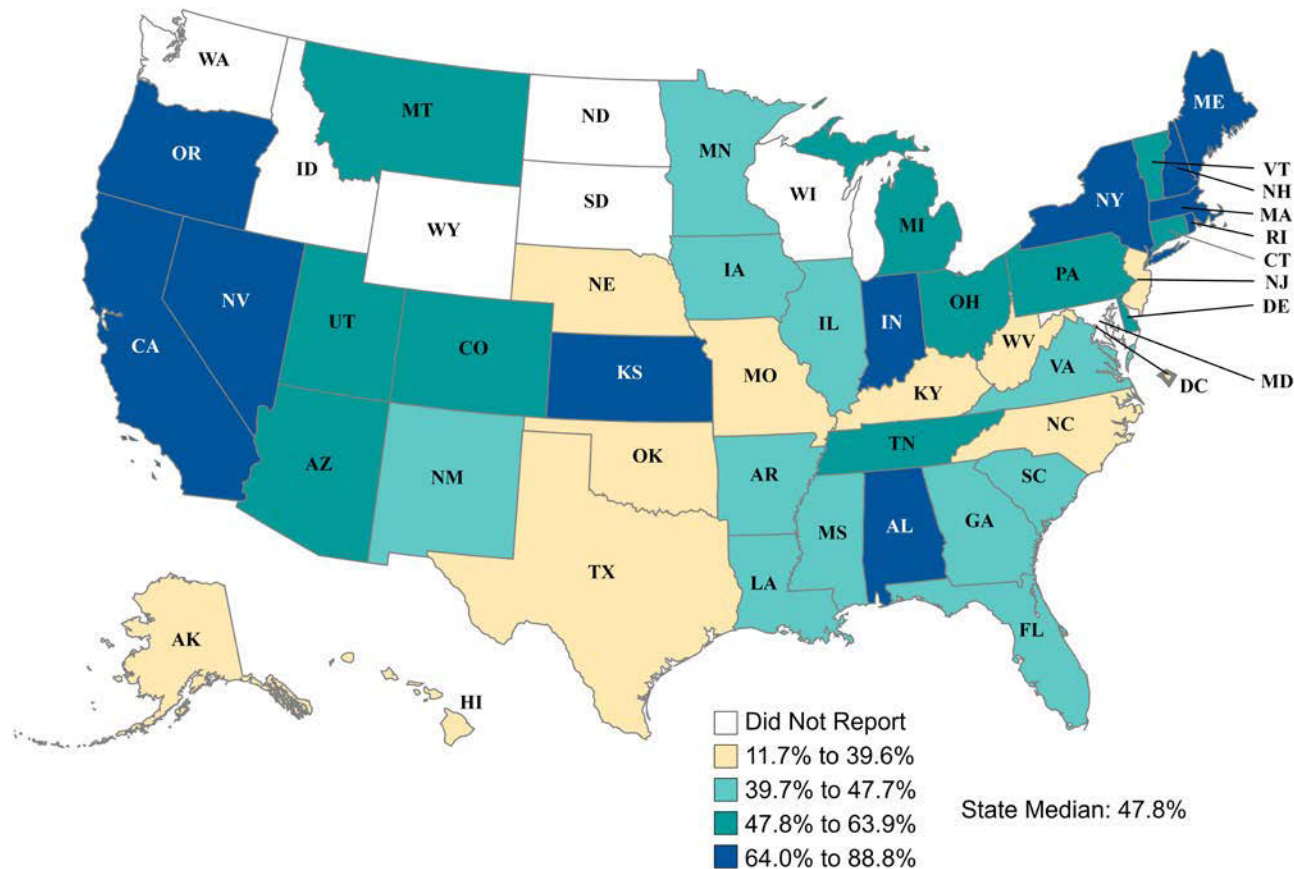 WA
MT
ND
MN
ME
OR
ID
SD
WI
VT
NH
NY
MA
WY
MI
RI
CT
IA
PA
NJ
NE
NV
OH
DE
IL
IN
UT
CA
CO
WV
KS
MO
VA
KY
DC
MD
NC
TN
OK
AZ
NM
AR
SC
MS
AL
GA
TX
LA
FL
AK
HI
Did Not Report
11.7% to 39.6%
39.7% to 47.7%
47.8% to 63.9%
64.0% to 88.8%
State Median: 47.8%